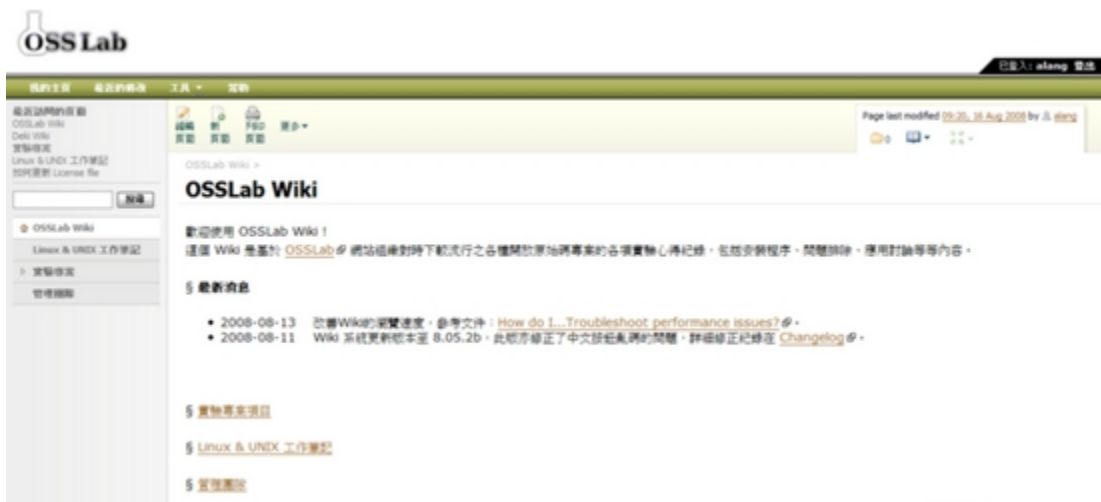 OSS Lab
已登入: alang 登出
我的主頁 最近的修改 工具 幫助
最近訪問的頁面
OSSLab Wiki
Deki Wiki
實驗專案
Linux & UNIX 工作筆記
如何更新 License file
搜尋
OSSLab Wiki
Linux & UNIX 工作筆記
實驗專案
管理團隊
編輯頁面
新頁面
列印頁面
更多
Page last modified 09:20, 16 Aug 2008 by alang
OSSLab Wiki >
OSSLab Wiki
歡迎使用 OSSLab Wiki !
這個 Wiki 是基於 OSSLab 網站組織對時下較流行之各種開放原始碼專案的各項實驗心得紀錄，包括安裝程序、問題排除、應用討論等等內容。
§ 最新消息
• 2008-08-13 改善Wiki的瀏覽速度，參考文件：How do I...Troubleshoot performance issues?。
• 2008-08-11 Wiki 系統更新版本至 8.05.2b，此版亦修正了中文按鈕亂碼的問題，詳細修正紀錄在 Changelog。
§ 實驗專案項目
§ Linux & UNIX 工作筆記
§ 管理團隊